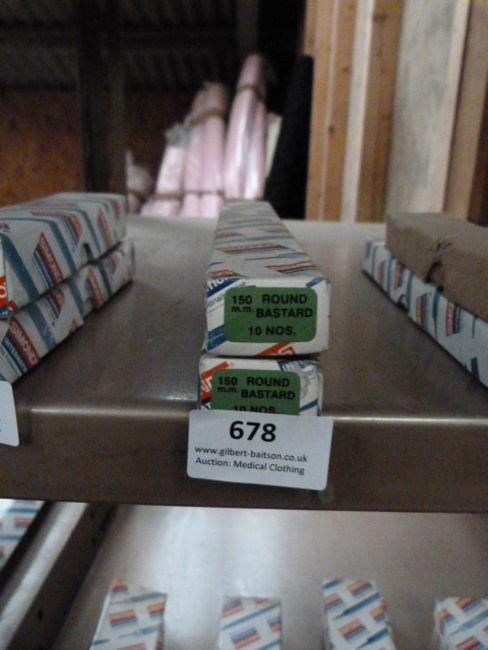 150 ROUND
m.m. BASTARD
10 NOS.
150 ROUND
m.m. BASTARD
10 NOS.
678
www.gilbert-baitson.co.uk
Auction: Medical Clothing